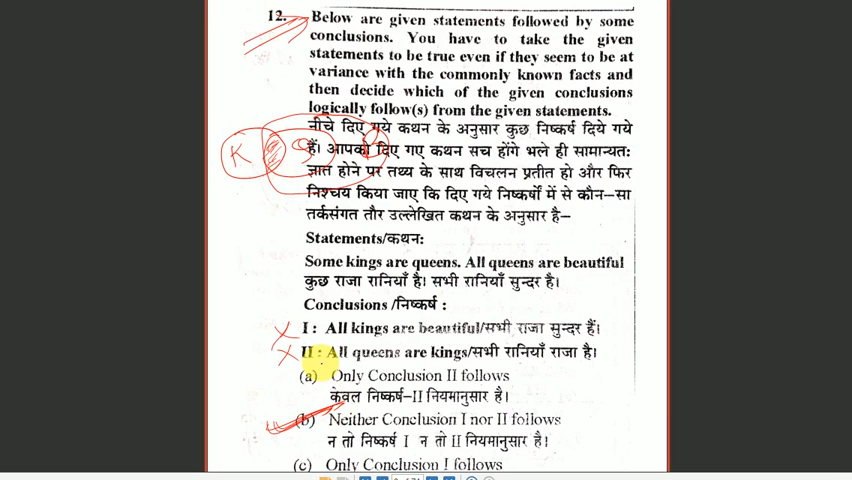 12. Below are given statements followed by some
conclusions. You have to take the given
statements to be true even if they seem to be at
variance with the commonly known facts and
then decide which of the given conclusions
logically follow(s) from the given statements.
नीचे दिए गये कथन के अनुसार कुछ निष्कर्ष दिये गये
हैं। आपको दिए गए कथन सच होंगे भले ही सामान्यतः
ज्ञात होने पर तथ्य के साथ विचलन प्रतीत हो और फिर
निश्चय किया जाए कि दिए गये निष्कर्षों में से कौन-सा
तर्कसंगत तौर उल्लेखित कथन के अनुसार है-
K
Statements/कथन:
Some kings are queens. All queens are beautiful
कुछ राजा रानियाँ है। सभी रानियाँ सुन्दर है।
Conclusions /निष्कर्ष :
I : All kings are beautiful/सभी राजा सुन्दर हैं।
II : All queens are kings/सभी रानियाँ राजा है।
(a) Only Conclusion II follows
केवल निष्कर्ष-II नियमानुसार है।
(b) Neither Conclusion I nor II follows
न तो निष्कर्ष I न तो II नियमानुसार है।
(c) Only Conclusion I follows